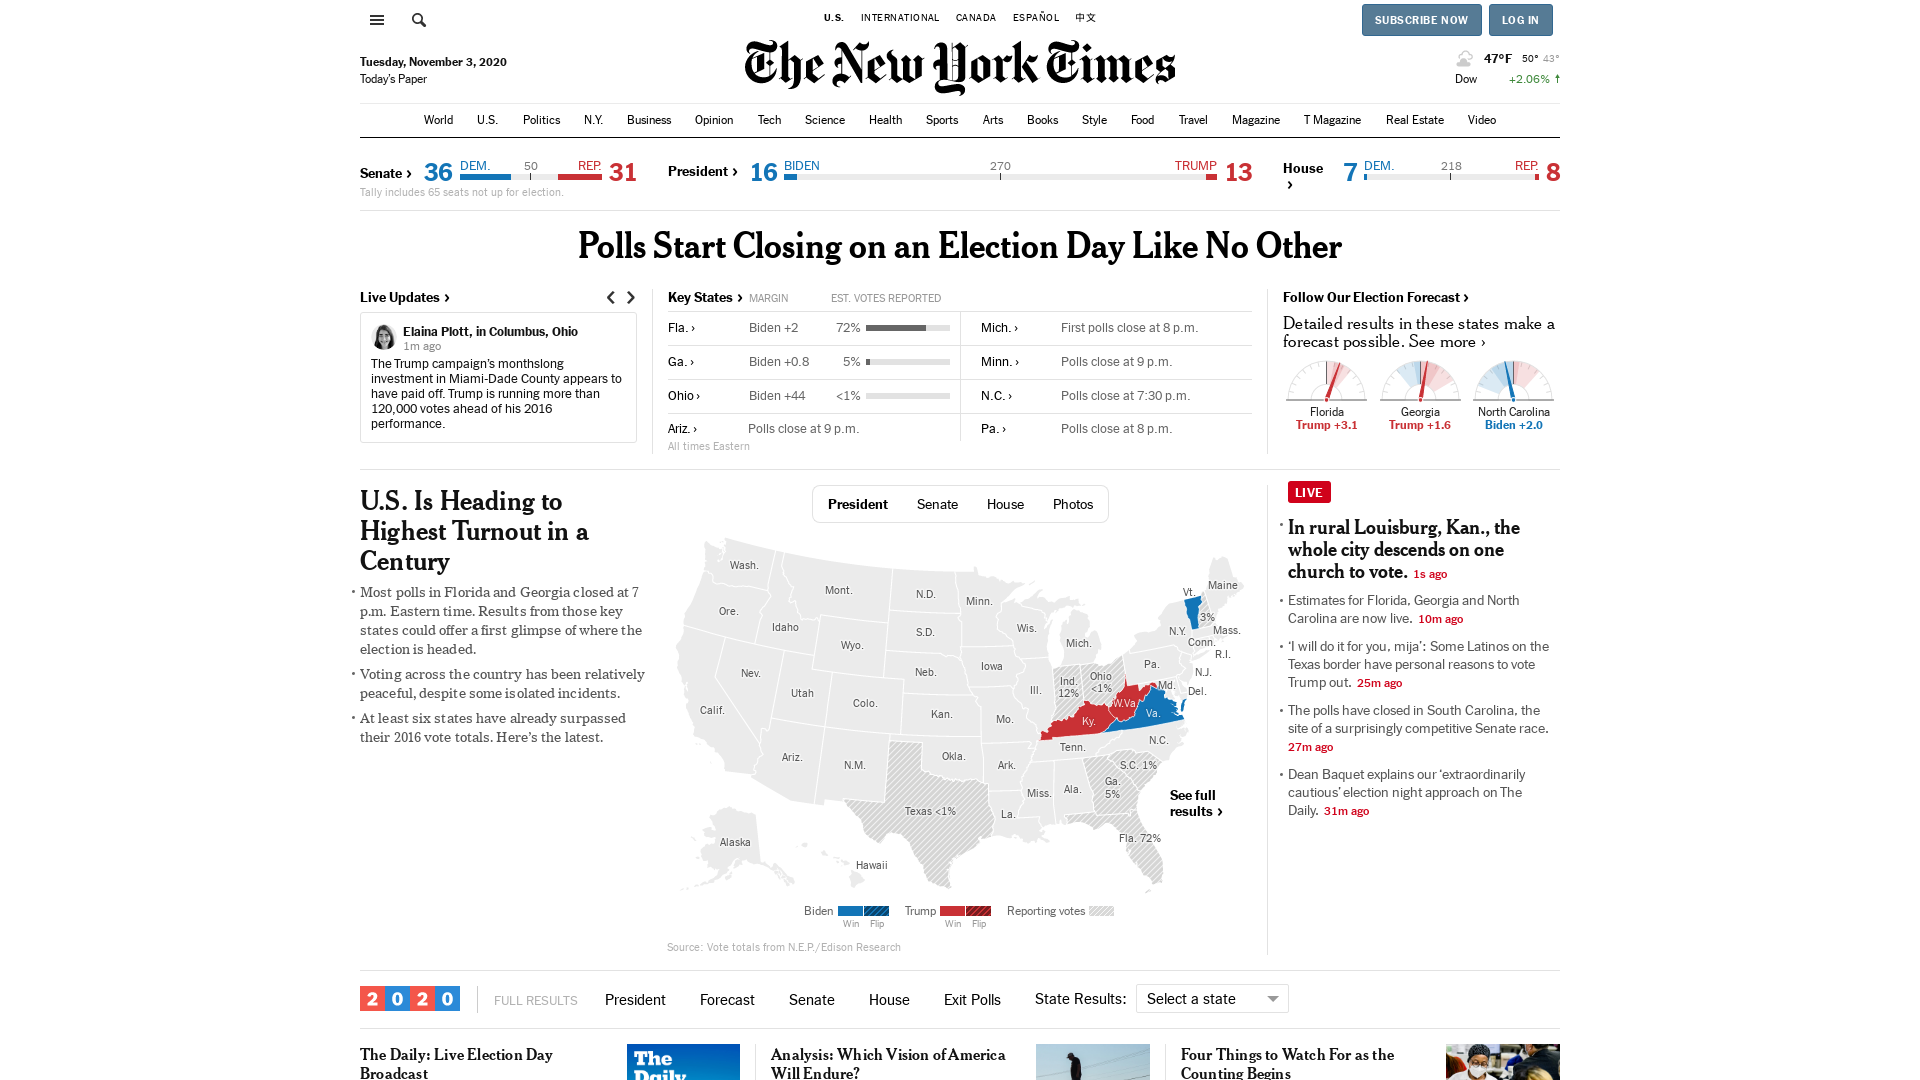 U.S. INTERNATIONAL CANADA ESPAÑOL 中文
SUBSCRIBE NOW LOG IN
Tuesday, November 3, 2020
Today's Paper
The New York Times
47°F 50° 43°
Dow +2.06% ↑
World U.S. Politics N.Y. Business Opinion Tech Science Health Sports Arts Books Style Food Travel Magazine T Magazine Real Estate Video
Senate › 36 DEM. 50 REP. 31
Tally includes 65 seats not up for election.
President › 16 BIDEN 270 TRUMP 13
House › 7 DEM. 218 REP. 8
Polls Start Closing on an Election Day Like No Other
Live Updates ›
Elaina Plott, in Columbus, Ohio
1m ago
The Trump campaign's monthslong
investment in Miami-Dade County appears to
have paid off. Trump is running more than
120,000 votes ahead of his 2016
performance.
Key States › MARGIN EST. VOTES REPORTED
Fla. › Biden +2 72%
Ga. › Biden +0.8 5%
Ohio › Biden +44 <1%
Ariz. › Polls close at 9 p.m.
All times Eastern
Mich. › First polls close at 8 p.m.
Minn. › Polls close at 9 p.m.
N.C. › Polls close at 7:30 p.m.
Pa. › Polls close at 8 p.m.
Follow Our Election Forecast ›
Detailed results in these states make a
forecast possible. See more ›
Florida Georgia North Carolina
Trump +3.1 Trump +1.6 Biden +2.0
U.S. Is Heading to
Highest Turnout in a
Century
• Most polls in Florida and Georgia closed at 7
p.m. Eastern time. Results from those key
states could offer a first glimpse of where the
election is headed.
• Voting across the country has been relatively
peaceful, despite some isolated incidents.
• At least six states have already surpassed
their 2016 vote totals. Here's the latest.
President Senate House Photos
Wash.
Mont.
N.D.
Minn.
Vt.
Maine
Ore.
Idaho
S.D.
Wis.
3%
N.Y.
Mass.
Wyo.
Mich.
Conn.
R.I.
Nev.
Neb.
Iowa
Pa.
N.J.
Utah
Ill.
Ind.
12%
Ohio
<1%
Md.
Del.
Calif.
Colo.
Kan.
Mo.
Ky.
W.Va.
Va.
Ariz.
N.M.
Okla.
Ark.
Tenn.
N.C.
S.C. 1%
Texas <1%
La.
Miss.
Ala.
Ga.
5%
Fla. 72%
Alaska
Hawaii
See full
results ›
Biden Trump Reporting votes
Win Flip Win Flip
Source: Vote totals from N.E.P./Edison Research
LIVE
• In rural Louisburg, Kan., the
whole city descends on one
church to vote. 1s ago
• Estimates for Florida, Georgia and North
Carolina are now live. 10m ago
• 'I will do it for you, mija': Some Latinos on the
Texas border have personal reasons to vote
Trump out. 25m ago
• The polls have closed in South Carolina, the
site of a surprisingly competitive Senate race.
27m ago
• Dean Baquet explains our 'extraordinarily
cautious' election night approach on The
Daily. 31m ago
2020 FULL RESULTS President Forecast Senate House Exit Polls State Results: Select a state
The Daily: Live Election Day
Broadcast
The
Daily
Analysis: Which Vision of America
Will Endure?
Four Things to Watch For as the
Counting Begins